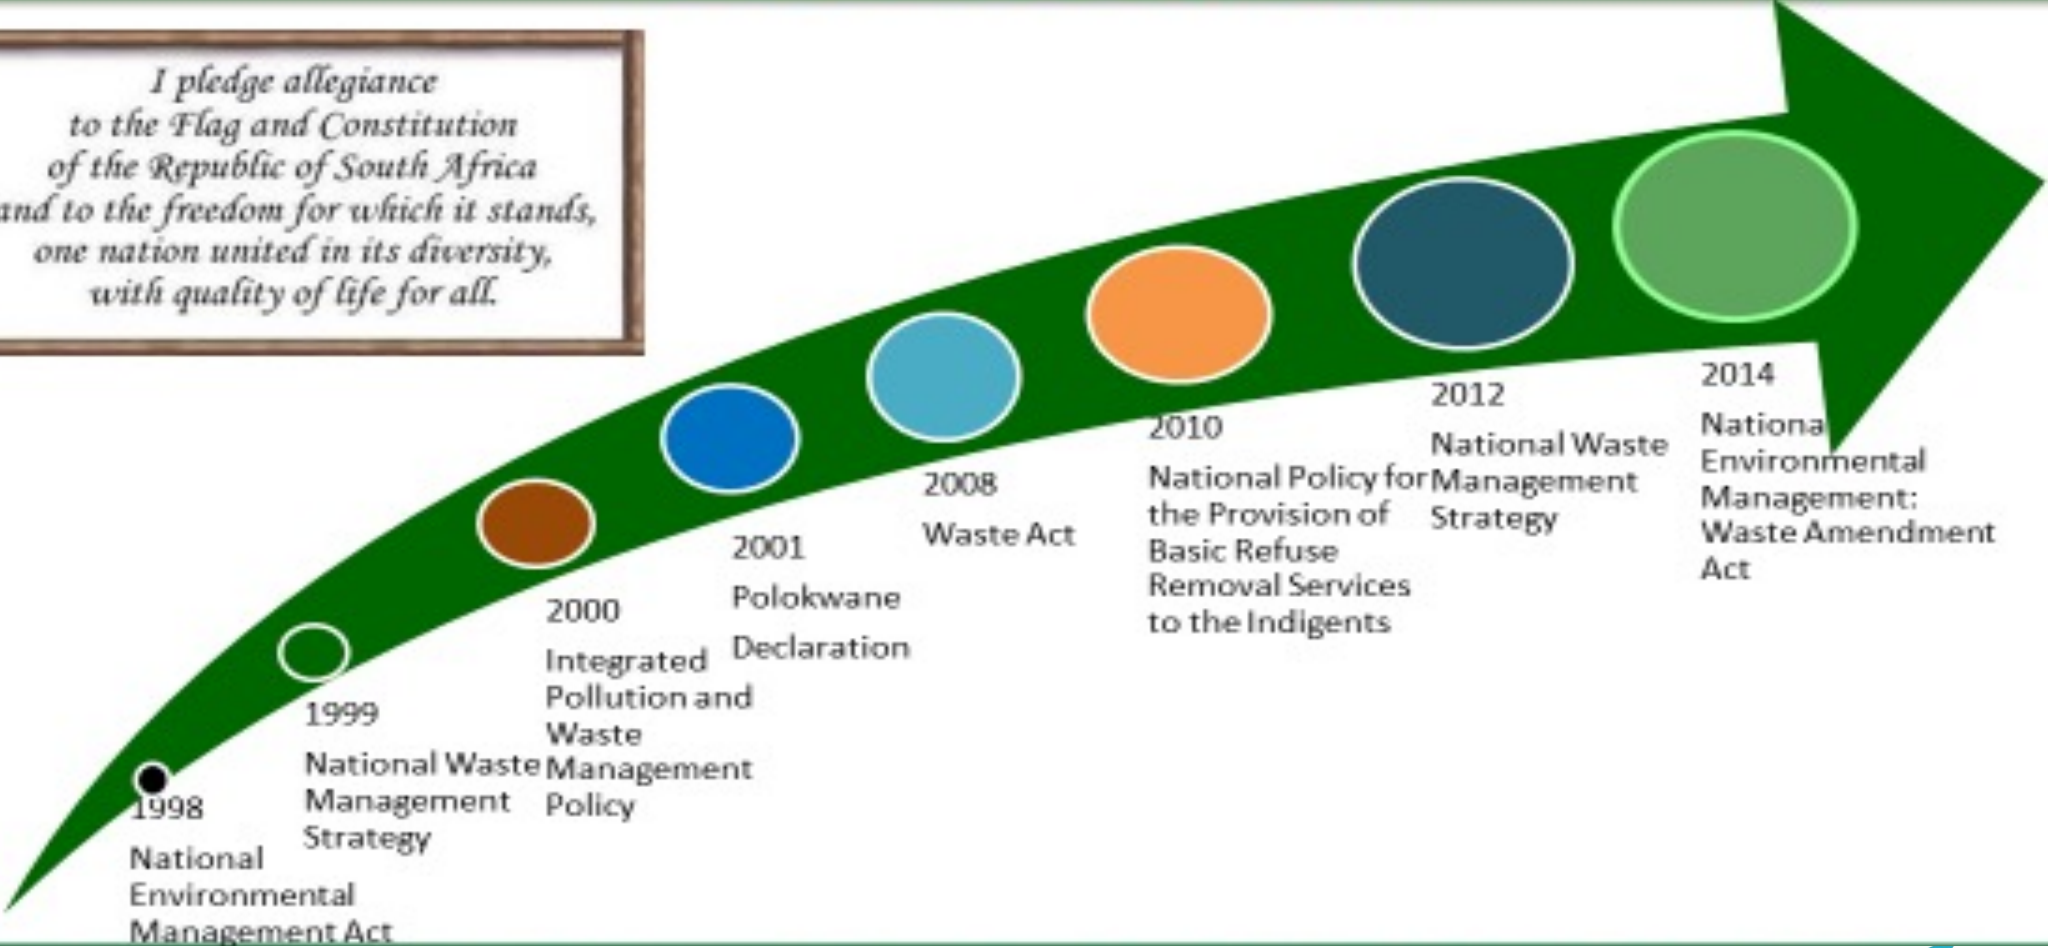 I pledge allegiance
to the Flag and Constitution
of the Republic of South Africa
and to the freedom for which it stands,
one nation united in its diversity,
with quality of life for all.
1998
National
Environmental
Management Act
1999
National Waste
Management
Strategy
2000
Integrated
Pollution and
Waste
Management
Policy
2001
Polokwane
Declaration
2008
Waste Act
2010
National Policy for
the Provision of
Basic Refuse
Removal Services
to the Indigents
2012
National Waste
Management
Strategy
2014
National
Environmental
Management:
Waste Amendment
Act